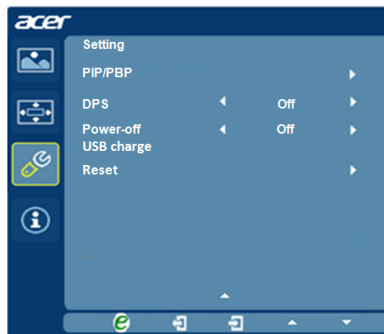 acer
Setting
PIP/PBP
DPS Off
Power-off Off
USB charge
Reset
e